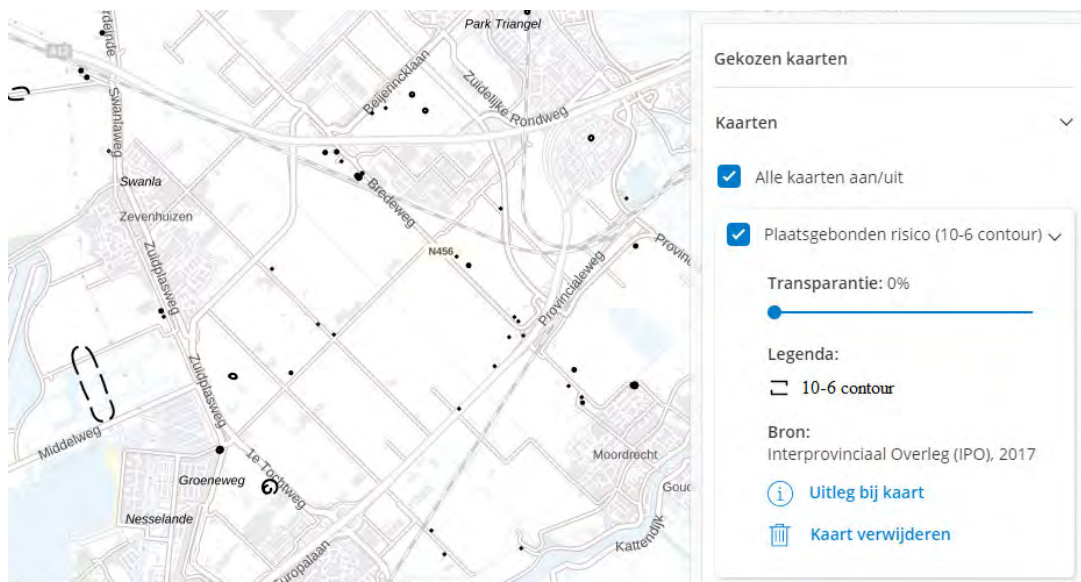 Park Triangel
A12
Swanlaweg
Beijerincklaan
Zuidelijke Rondweg
Swanla
Zevenhuizen
Bredeweg
N456
Zuidplasweg
Provincialeweg
Zuidplasweg
Middelweg
1e Tochtweg
Groeneweg
Nesselande
Moordrecht
Kattendijk
Gekozen kaarten
Kaarten
Alle kaarten aan/uit
Plaatsgebonden risico (10-6 contour)
Transparantie: 0%
Legenda:
10-6 contour
Bron:
Interprovinciaal Overleg (IPO), 2017
Uitleg bij kaart
Kaart verwijderen